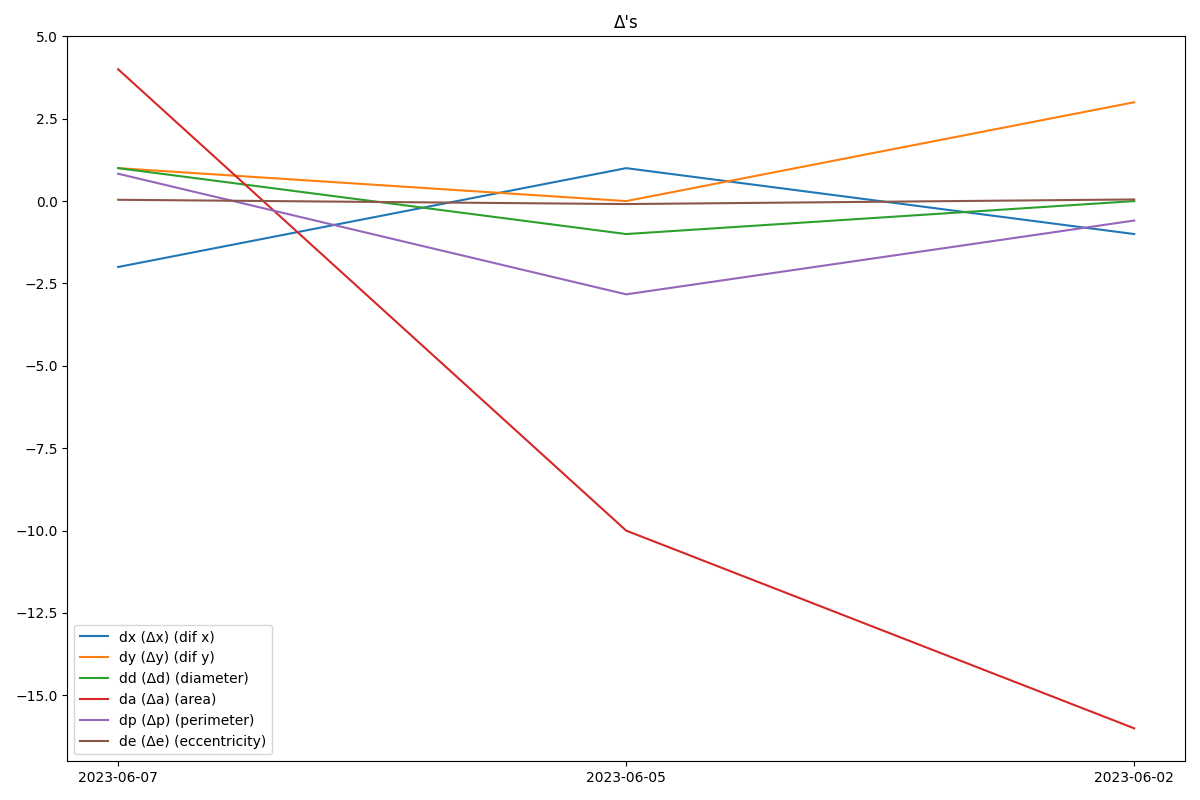 Δ's
5.0
2.5
0.0
−2.5
−5.0
−7.5
−10.0
−12.5
−15.0
dx (Δx) (dif x)
dy (Δy) (dif y)
dd (Δd) (diameter)
da (Δa) (area)
dp (Δp) (perimeter)
de (Δe) (eccentricity)
2023-06-07
2023-06-05
2023-06-02